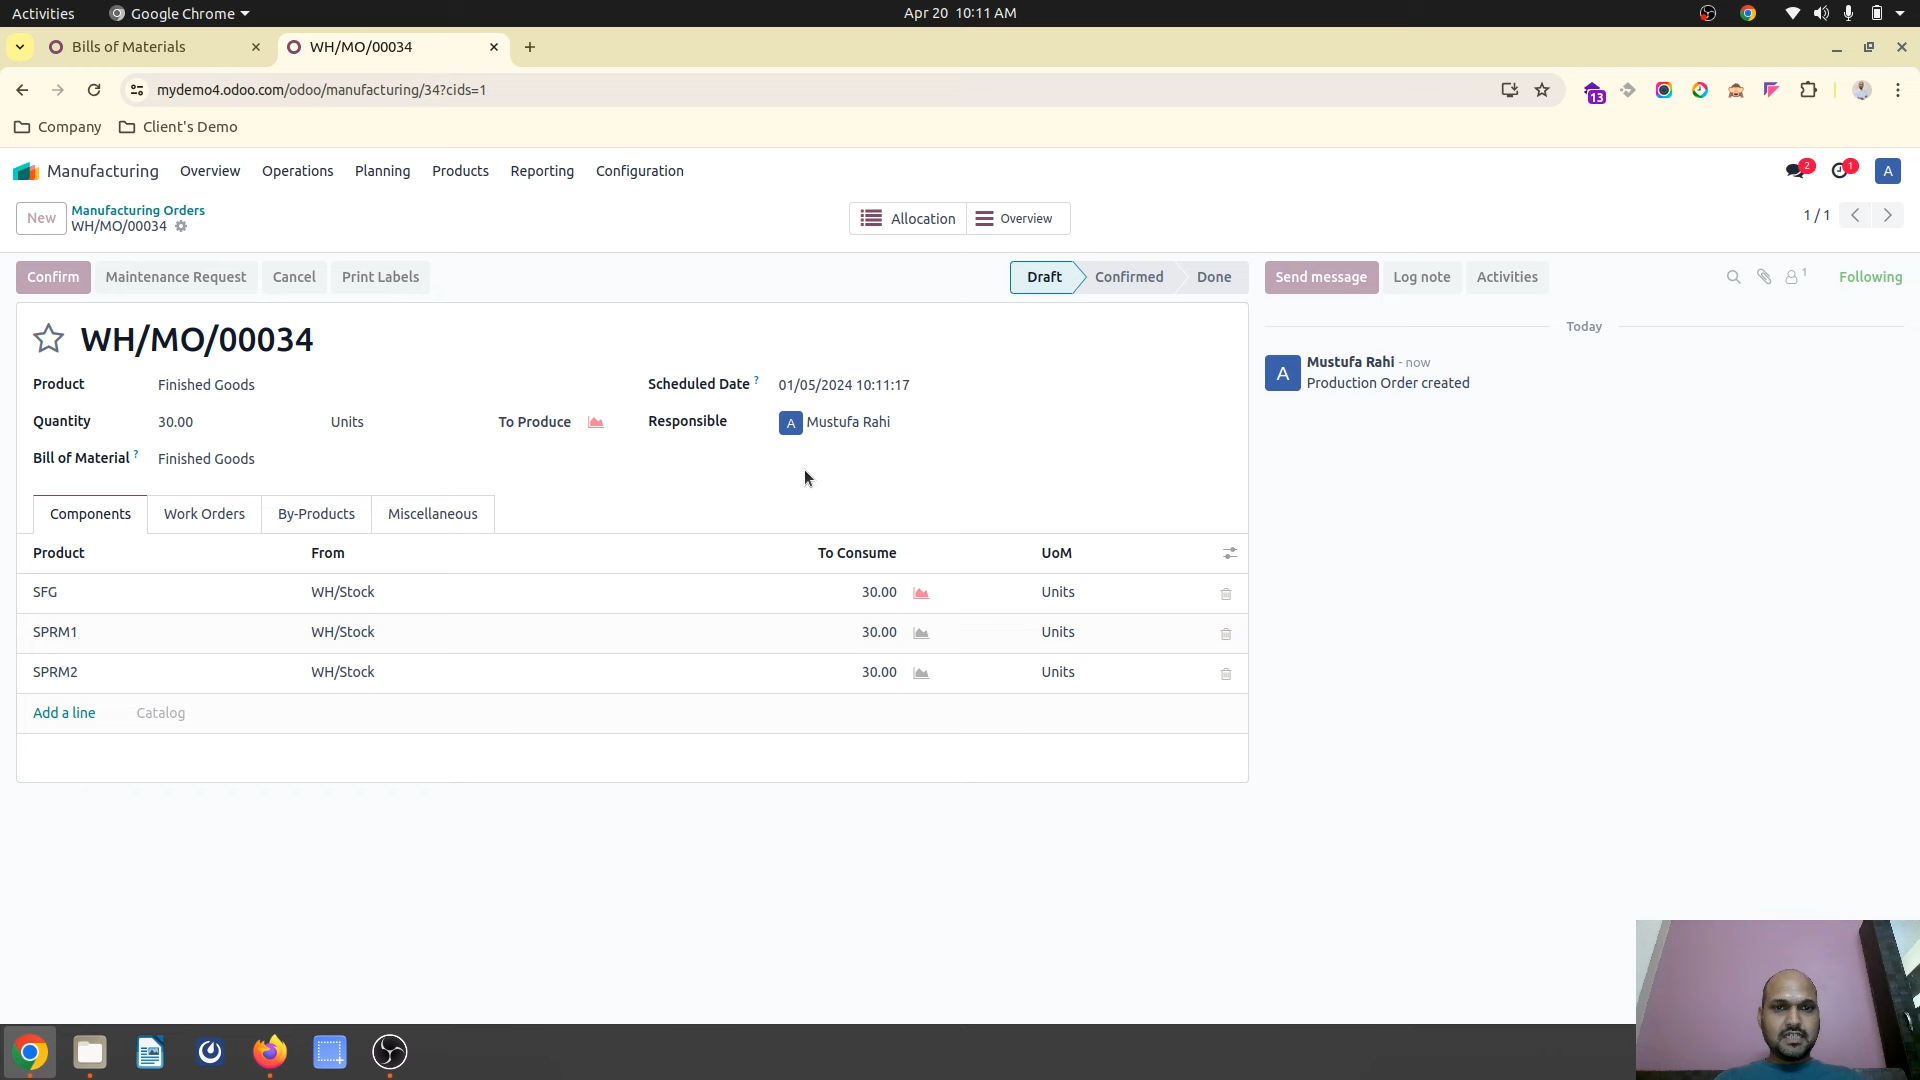 Activities
Google Chrome
Apr 20 10:11 AM
Bills of Materials
WH/MO/00034
mydemo4.odoo.com/odoo/manufacturing/34?cids=1
13
Company
Client's Demo
Manufacturing
Overview
Operations
Planning
Products
Reporting
Configuration
2
1
A
New
Manufacturing Orders
WH/MO/00034
Allocation
Overview
1 / 1
Confirm
Maintenance Request
Cancel
Print Labels
Draft
Confirmed
Done
Send message
Log note
Activities
1
Following
WH/MO/00034
Today
Product
Finished Goods
Scheduled Date ?
01/05/2024 10:11:17
A
Mustufa Rahi - now
Production Order created
Quantity
30.00
Units
To Produce
Responsible
A
Mustufa Rahi
Bill of Material ?
Finished Goods
Components
Work Orders
By-Products
Miscellaneous
Product
From
To Consume
UoM
SFG
WH/Stock
30.00
Units
SPRM1
WH/Stock
30.00
Units
SPRM2
WH/Stock
30.00
Units
Add a line
Catalog